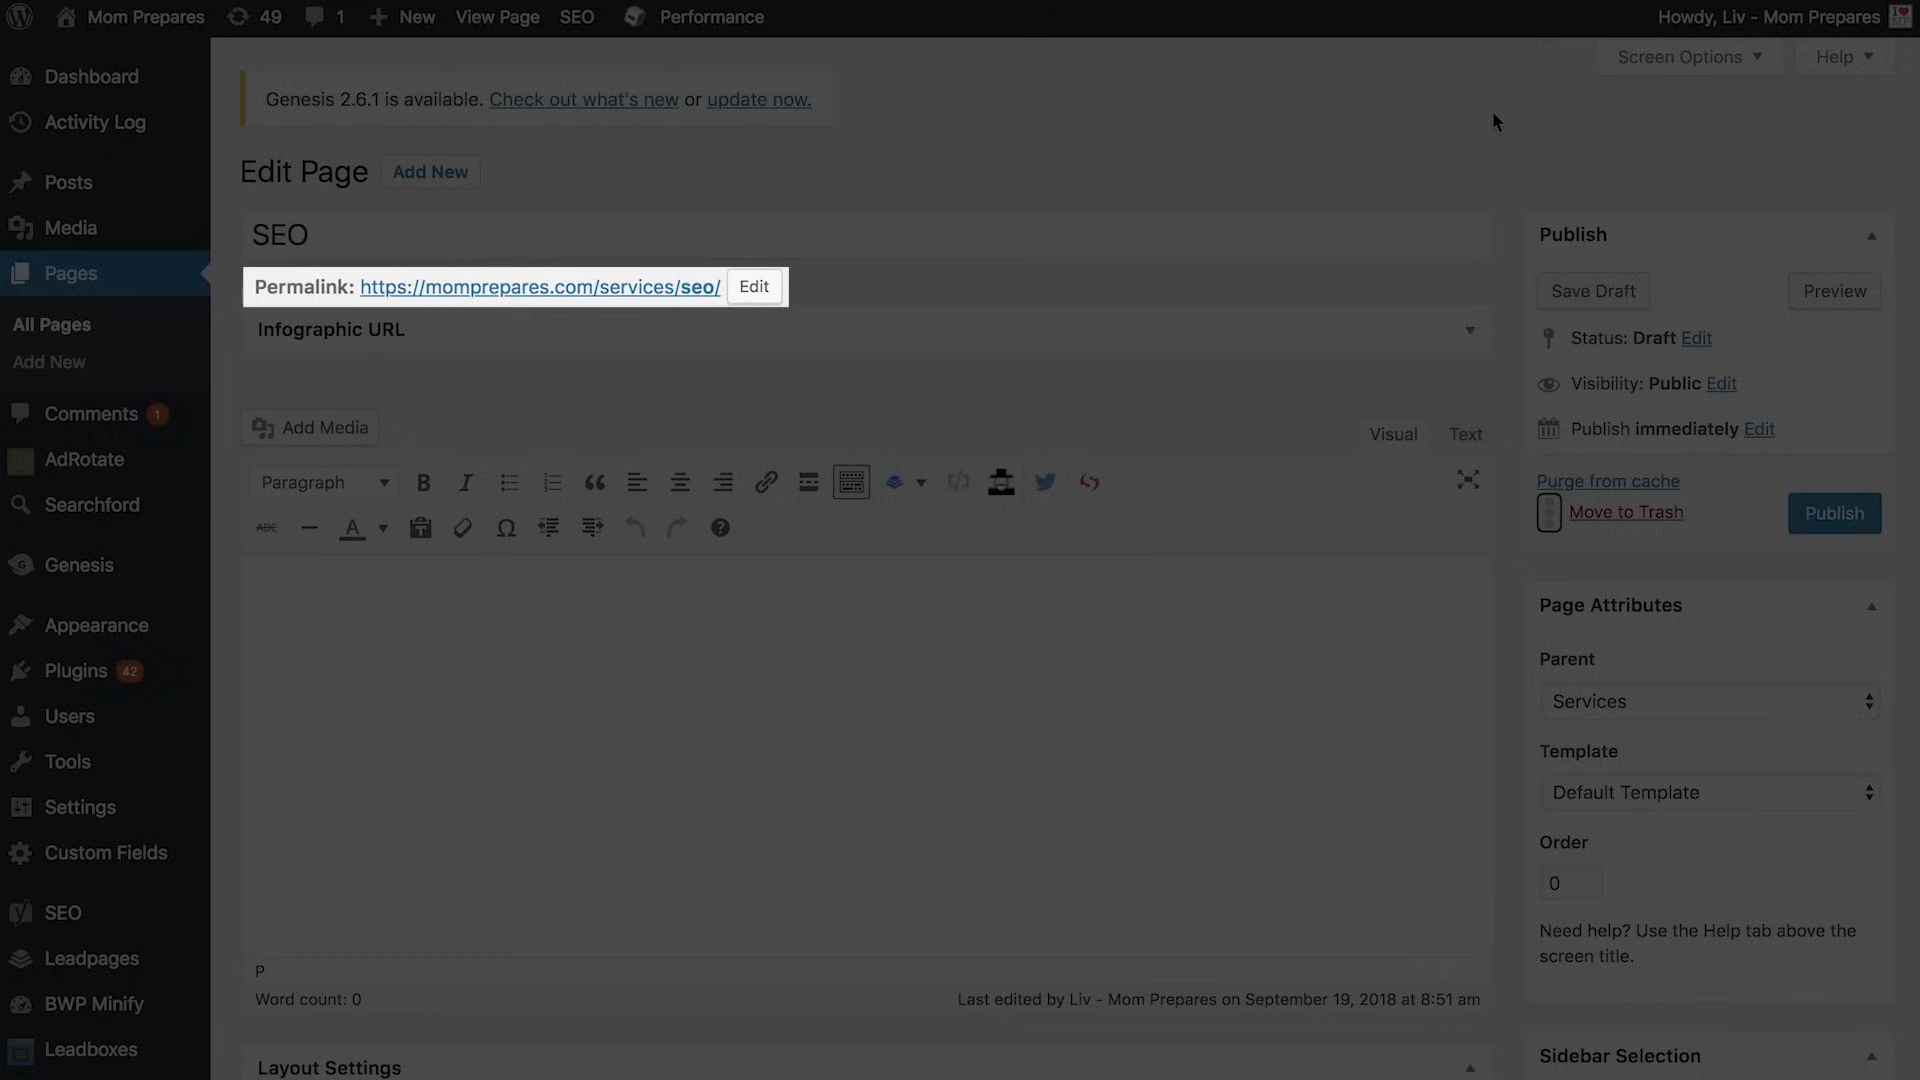 Mom Prepares 49 1 New View Page SEO Performance Howdy, Liv - Mom Prepares
Screen Options Help
Dashboard
Activity Log
Posts
Media
Pages
All Pages
Add New
Comments 1
AdRotate
Searchford
Genesis
Appearance
Plugins 42
Users
Tools
Settings
Custom Fields
SEO
Leadpages
BWP Minify
Leadboxes
Genesis 2.6.1 is available. Check out what's new or update now.
Edit Page Add New
SEO
Permalink: https://momprepares.com/services/seo/ Edit
Infographic URL
Add Media
Visual Text
Paragraph B I
ABC A Ω ?
P
Word count: 0 Last edited by Liv - Mom Prepares on September 19, 2018 at 8:51 am
Layout Settings
Publish
Save Draft Preview
Status: Draft Edit
Visibility: Public Edit
Publish immediately Edit
Purge from cache
Move to Trash Publish
Page Attributes
Parent
Services
Template
Default Template
Order
0
Need help? Use the Help tab above the
screen title.
Sidebar Selection